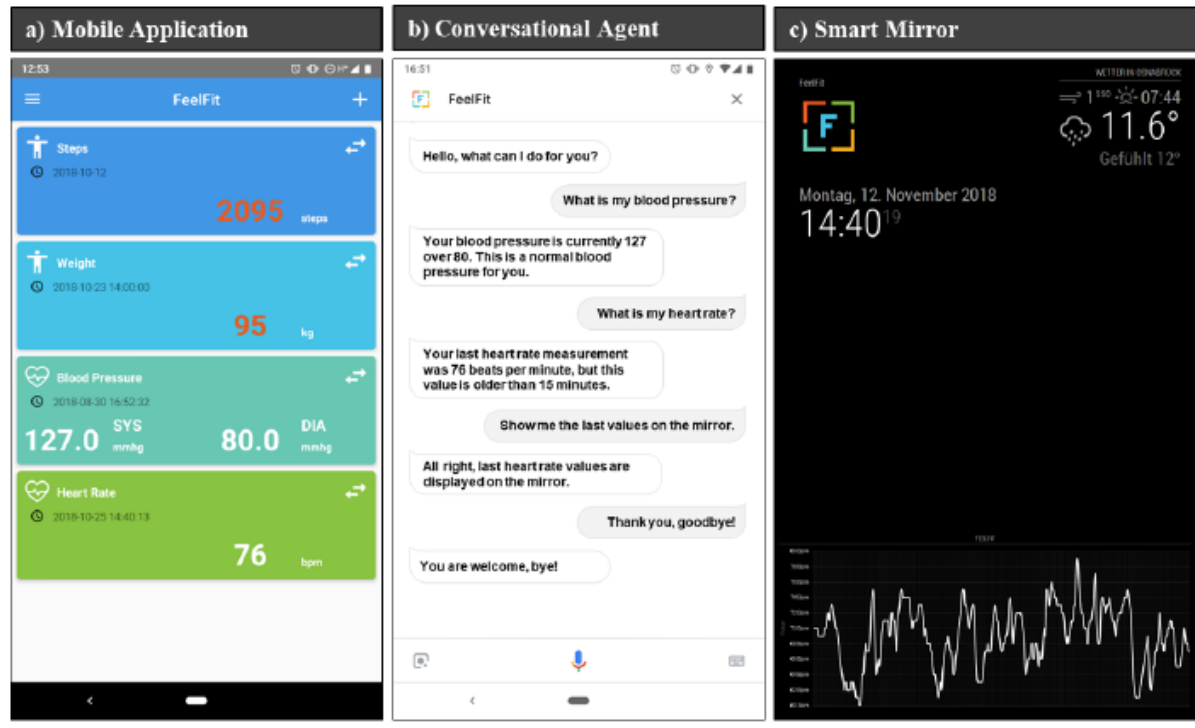 a) Mobile Application
12:53
FeelFit
Steps
2018-10-12
2095 steps
Weight
2018-10-23 14:00:00
95 kg
Blood Pressure
2018-08-30 16:52:32
127.0 SYS mmhg 80.0 DIA mmhg
Heart Rate
2018-10-25 14:40:13
76 bpm
b) Conversational Agent
16:51
F FeelFit
Hello, what can I do for you?
What is my blood pressure?
Your blood pressure is currently 127
over 80. This is a normal blood
pressure for you.
What is my heart rate?
Your last heart rate measurement
was 76 beats per minute, but this
value is older than 15 minutes.
Show me the last values on the mirror.
All right, last heart rate values are
displayed on the mirror.
Thank you, goodbye!
You are welcome, bye!
c) Smart Mirror
FeelFit
F
WETTER IN OSNABRÜCK
1 SSO 07:44
11.6°
Gefühlt 12°
Montag, 12. November 2018
14:40 19